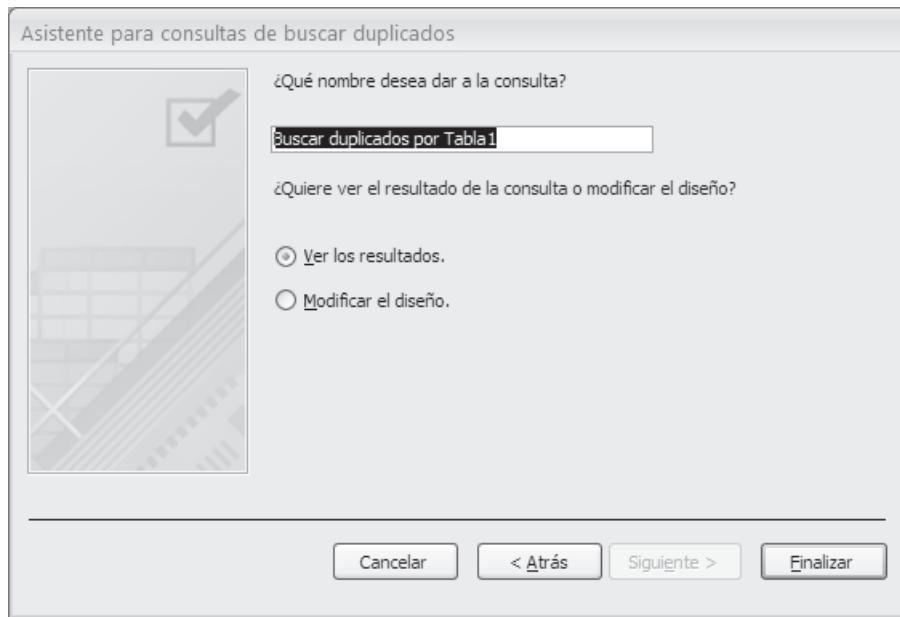 Asistente para consultas de buscar duplicados
¿Qué nombre desea dar a la consulta?
Buscar duplicados por Tabla1
¿Quiere ver el resultado de la consulta o modificar el diseño?
Ver los resultados.
Modificar el diseño.
Cancelar
< Atrás
Siguiente >
Finalizar